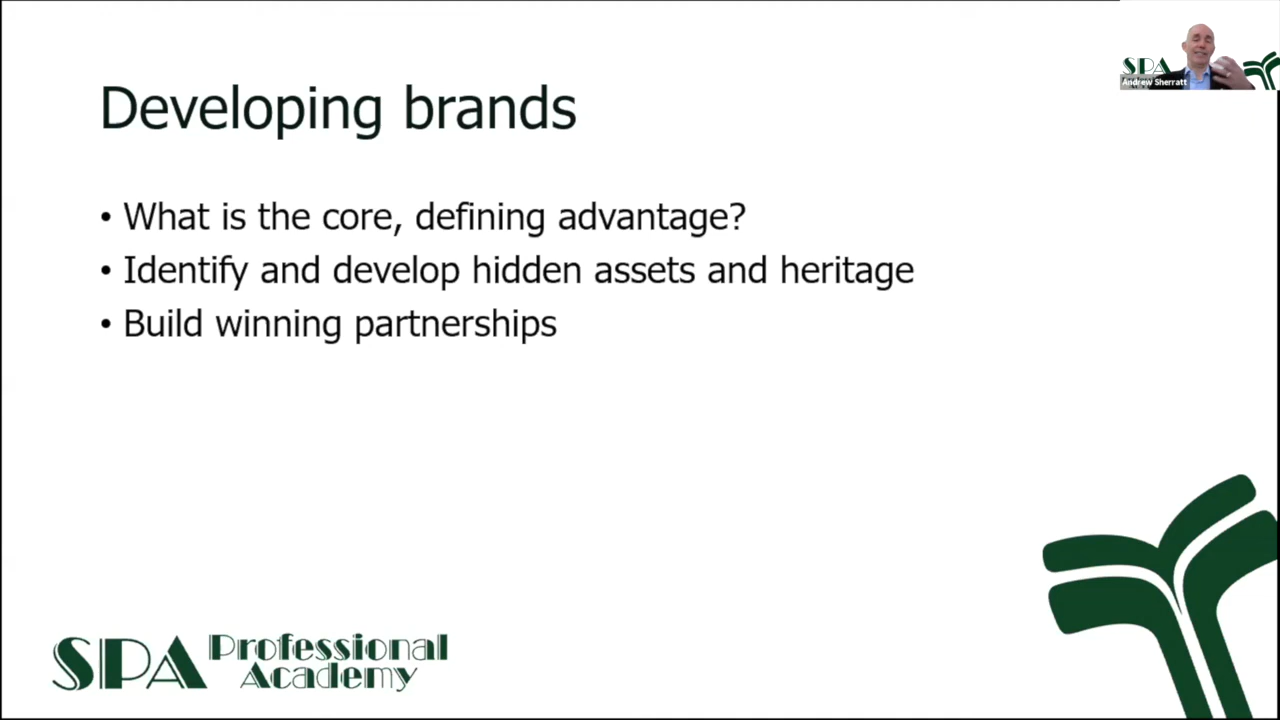 Developing brands
• What is the core, defining advantage?
• Identify and develop hidden assets and heritage
• Build winning partnerships
SPA Professional
Academy
SPA
Andrew Sherratt